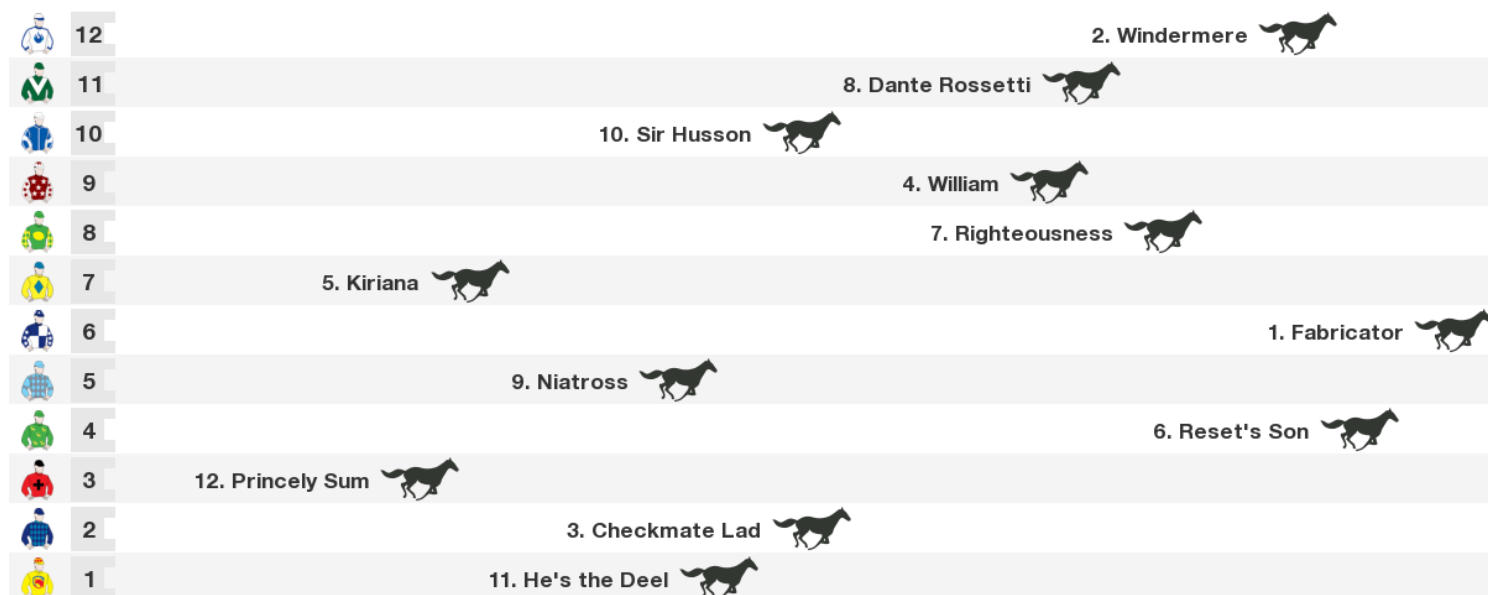 12 2. Windermere
11 8. Dante Rossetti
10 10. Sir Husson
9 4. William
8 7. Righteousness
7 5. Kiriana
6 1. Fabricator
5 9. Niatross
4 6. Reset's Son
3 12. Princely Sum
2 3. Checkmate Lad
1 11. He's the Deel